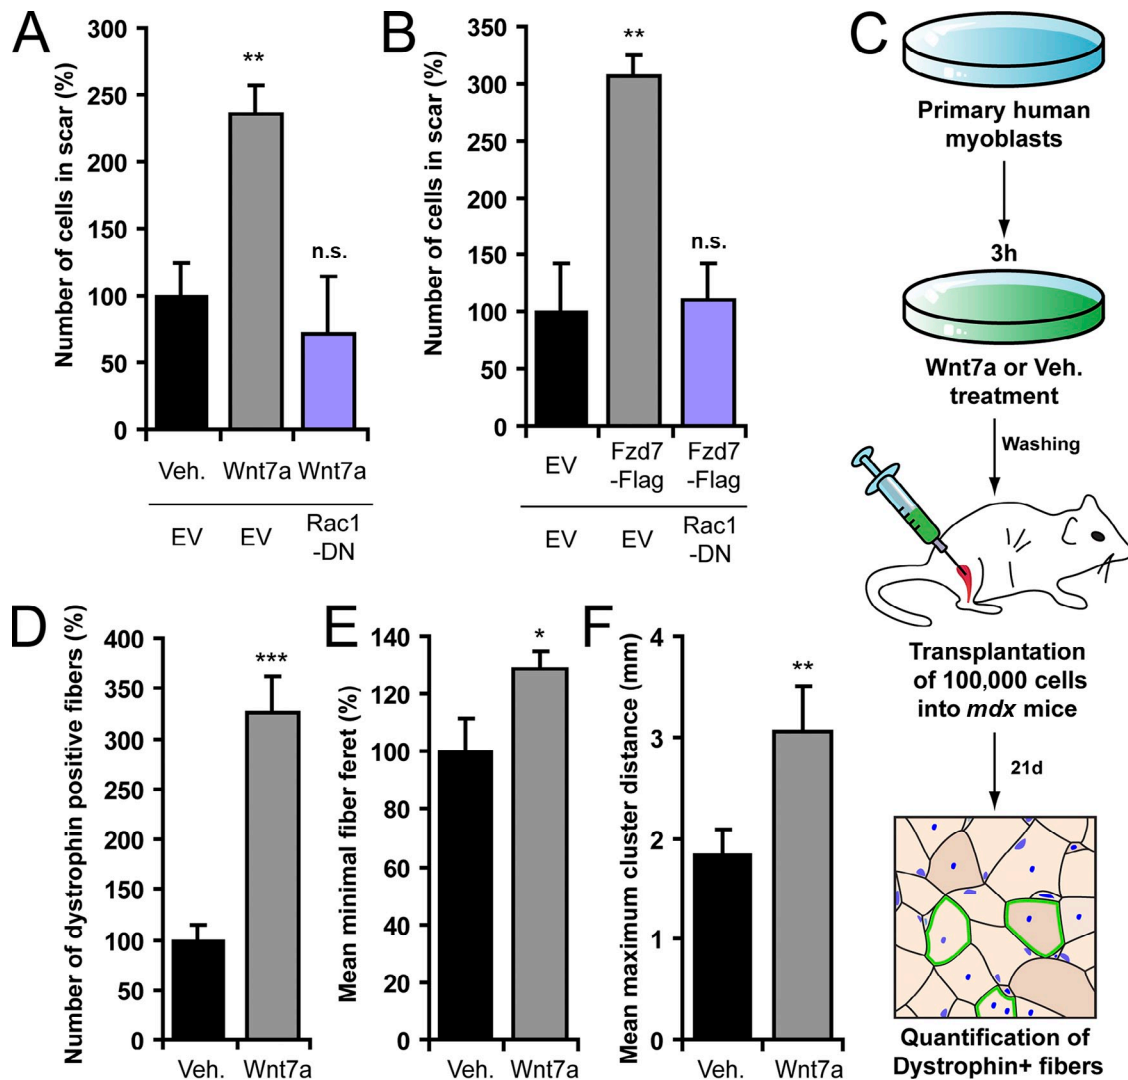 A
Number of cells in scar (%)
300
250
200
150
100
50
0
**
n.s.
Veh. Wnt7a Wnt7a
EV EV Rac1
-DN
B
Number of cells in scar (%)
350
300
250
200
150
100
50
0
**
n.s.
EV Fzd7 Fzd7
-Flag -Flag
EV EV Rac1
-DN
C
Primary human
myoblasts
3h
Wnt7a or Veh.
treatment
Washing
Transplantation
of 100,000 cells
into mdx mice
21d
Quantification of
Dystrophin+ fibers
D
Number of dystrophin positive fibers (%)
400
350
300
250
200
150
100
50
0
***
Veh. Wnt7a
E
Mean minimal fiber feret (%)
140
120
100
80
60
40
20
0
*
Veh. Wnt7a
F
Mean maximum cluster distance (mm)
4
3
2
1
0
**
Veh. Wnt7a